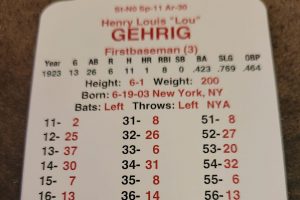 St-Nö Sp-11 Ar-30
Henry Louis "Lou"
GEHRIG
Firstbaseman (3)
Year G AB R H HR RBI SB BA SLG OBP
1923 13 26 6 11 1 8 0 .423 .769 .464
Height: 6-1 Weight: 200
Born: 6-19-03 New York, NY
Bats: Left Throws: Left NYA
11- 2 31- 8 51- 8
12- 25 32- 26 52- 27
13- 37 33- 6 53- 20
14- 30 34- 31 54- 32
15- 7 35- 8 55- 6
16- 36- 14 56- 13